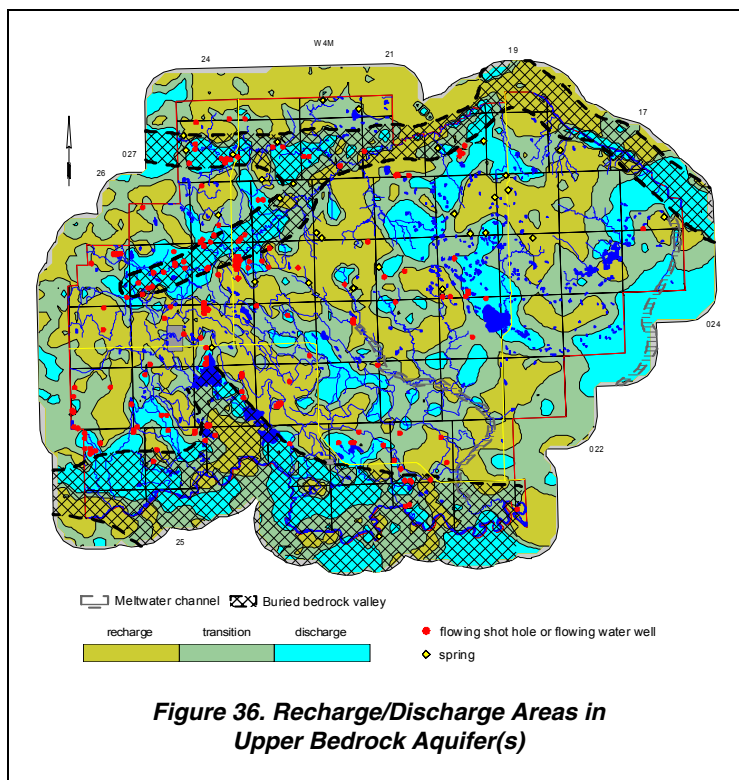 W4M
24
21
19
17
027
26
024
022
25
Meltwater channel
Buried bedrock valley
recharge transition discharge
flowing shot hole or flowing water well
spring
Figure 36. Recharge/Discharge Areas in
Upper Bedrock Aquifer(s)